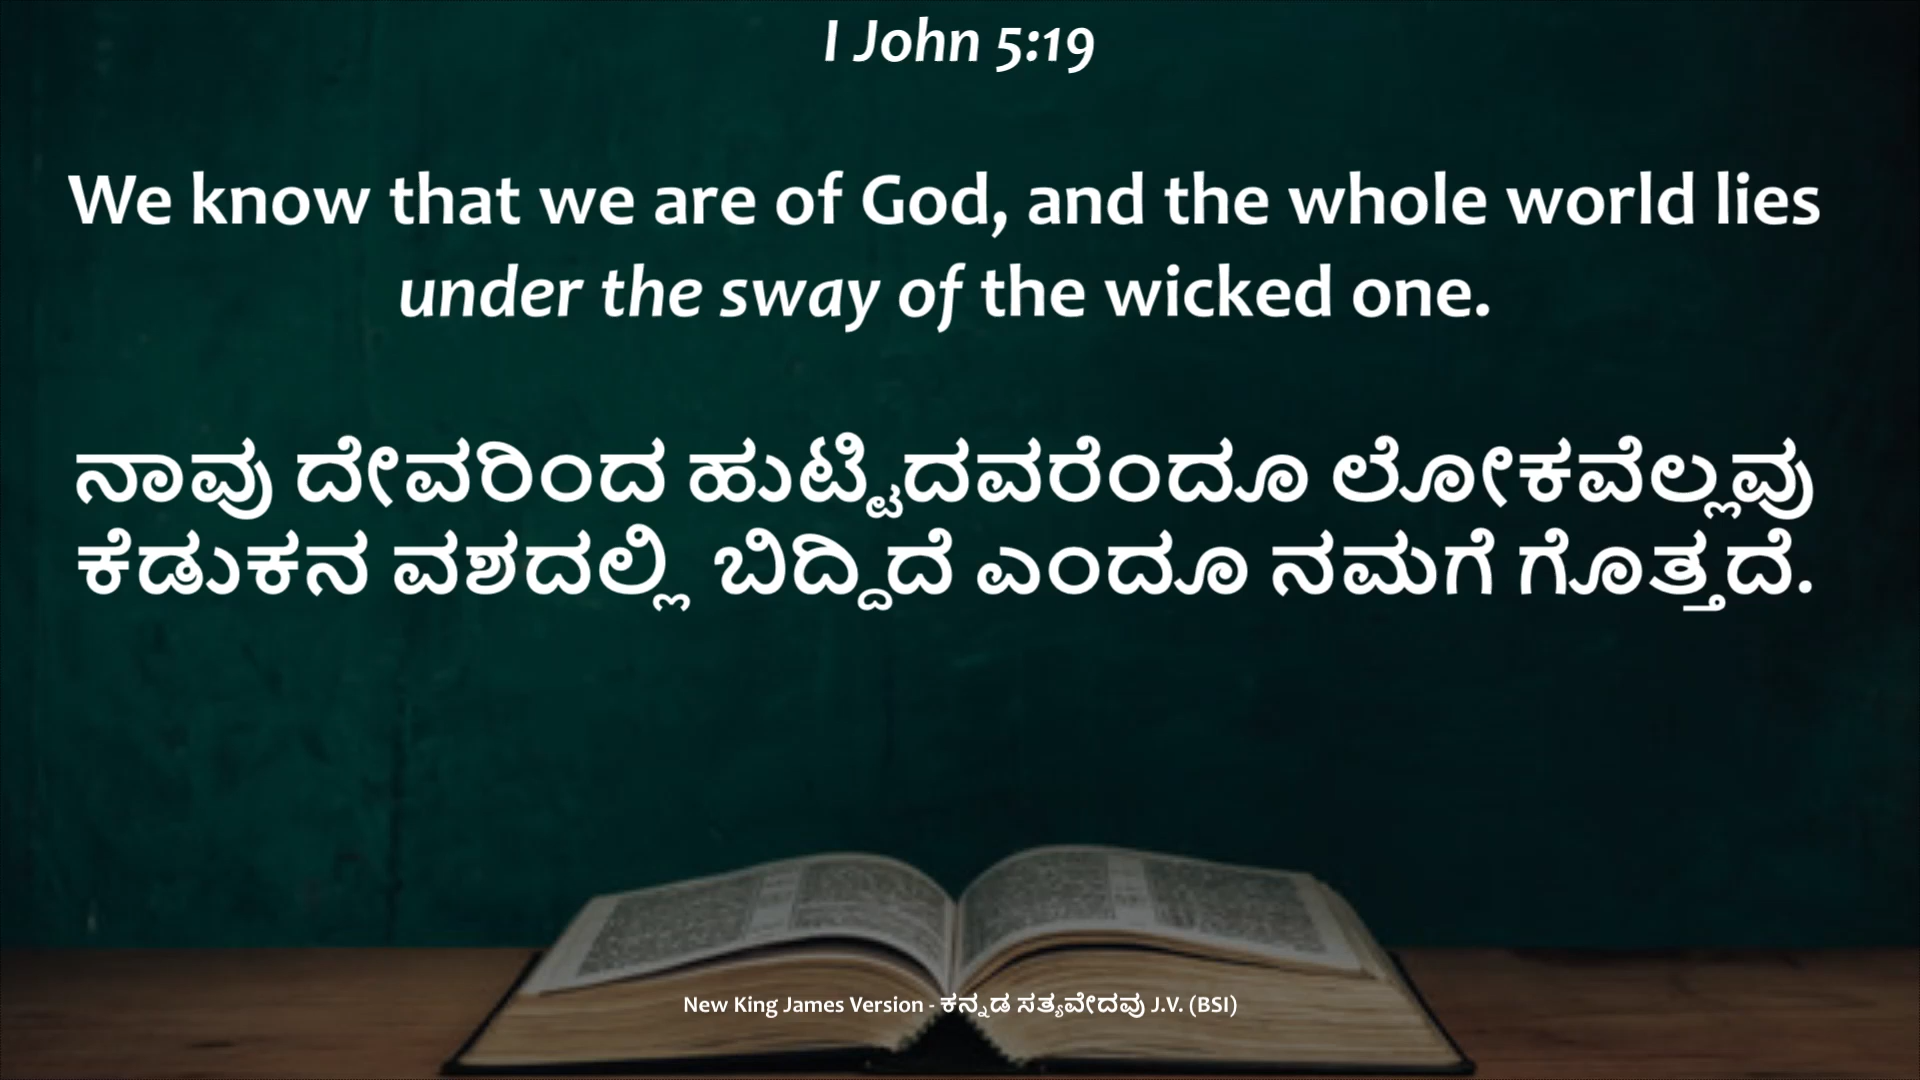 I John 5:19
We know that we are of God, and the whole world lies
under the sway of the wicked one.
ನಾವು ದೇವರಿಂದ ಹುಟ್ಟಿದವರೆಂದೂ ಲೋಕವೆಲ್ಲವು
ಕೆಡುಕನ ವಶದಲ್ಲಿ ಬಿದ್ದಿದೆ ಎಂದೂ ನಮಗೆ ಗೊತ್ತದೆ.
New King James Version - ಕನ್ನಡ ಸತ್ಯವೇದವು J.V. (BSI)